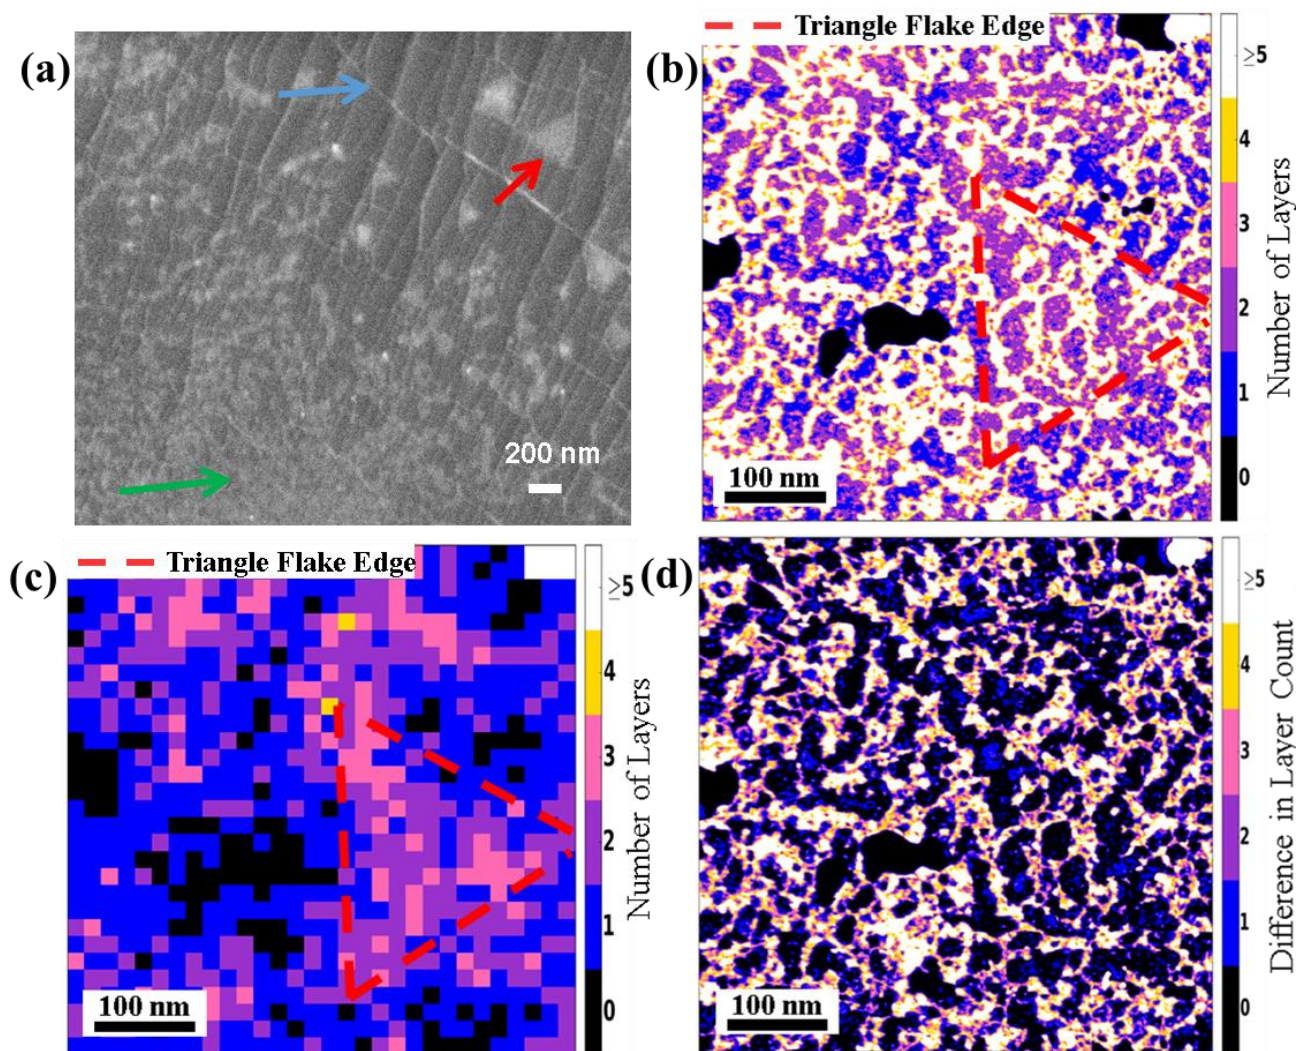 (a)
200 nm
(b)
Triangle Flake Edge
100 nm
≥5
4
3
2
1
0
Number of Layers
(c)
Triangle Flake Edge
100 nm
≥5
4
3
2
1
0
Number of Layers
(d)
100 nm
≥5
4
3
2
1
0
Difference in Layer Count